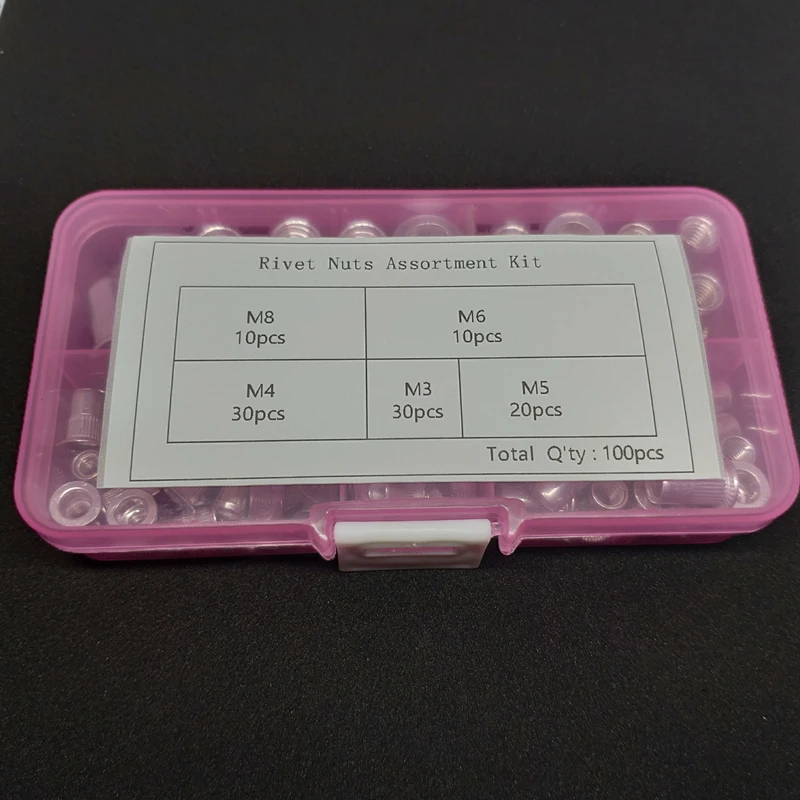 Rivet Nuts Assortment Kit
M8
10pcs
M6
10pcs
M4
30pcs
M3
30pcs
M5
20pcs
Total Q'ty : 100pcs